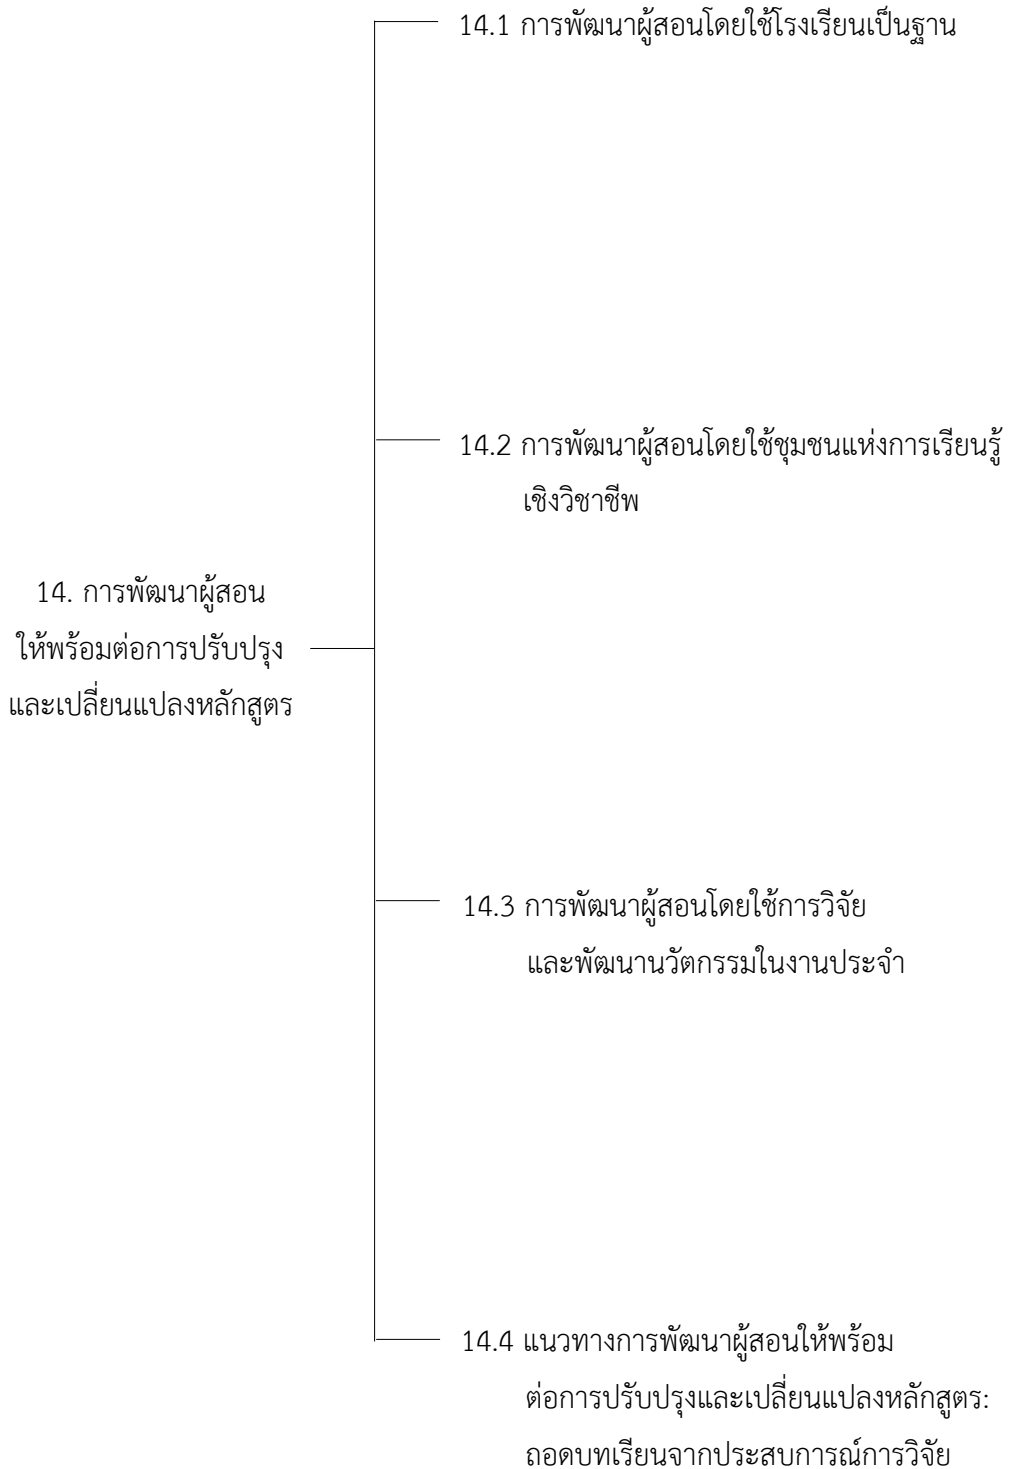 14.1 การพัฒนาผู้สอนโดยใช้โรงเรียนเป็นฐาน
14.2 การพัฒนาผู้สอนโดยใช้ชุมชนแห่งการเรียนรู้
เชิงวิชาชีพ
14. การพัฒนาผู้สอน
ให้พร้อมต่อการปรับปรุง
และเปลี่ยนแปลงหลักสูตร
14.3 การพัฒนาผู้สอนโดยใช้การวิจัย
และพัฒนานวัตกรรมในงานประจำ
14.4 แนวทางการพัฒนาผู้สอนให้พร้อม
ต่อการปรับปรุงและเปลี่ยนแปลงหลักสูตร:
ถอดบทเรียนจากประสบการณ์การวิจัย